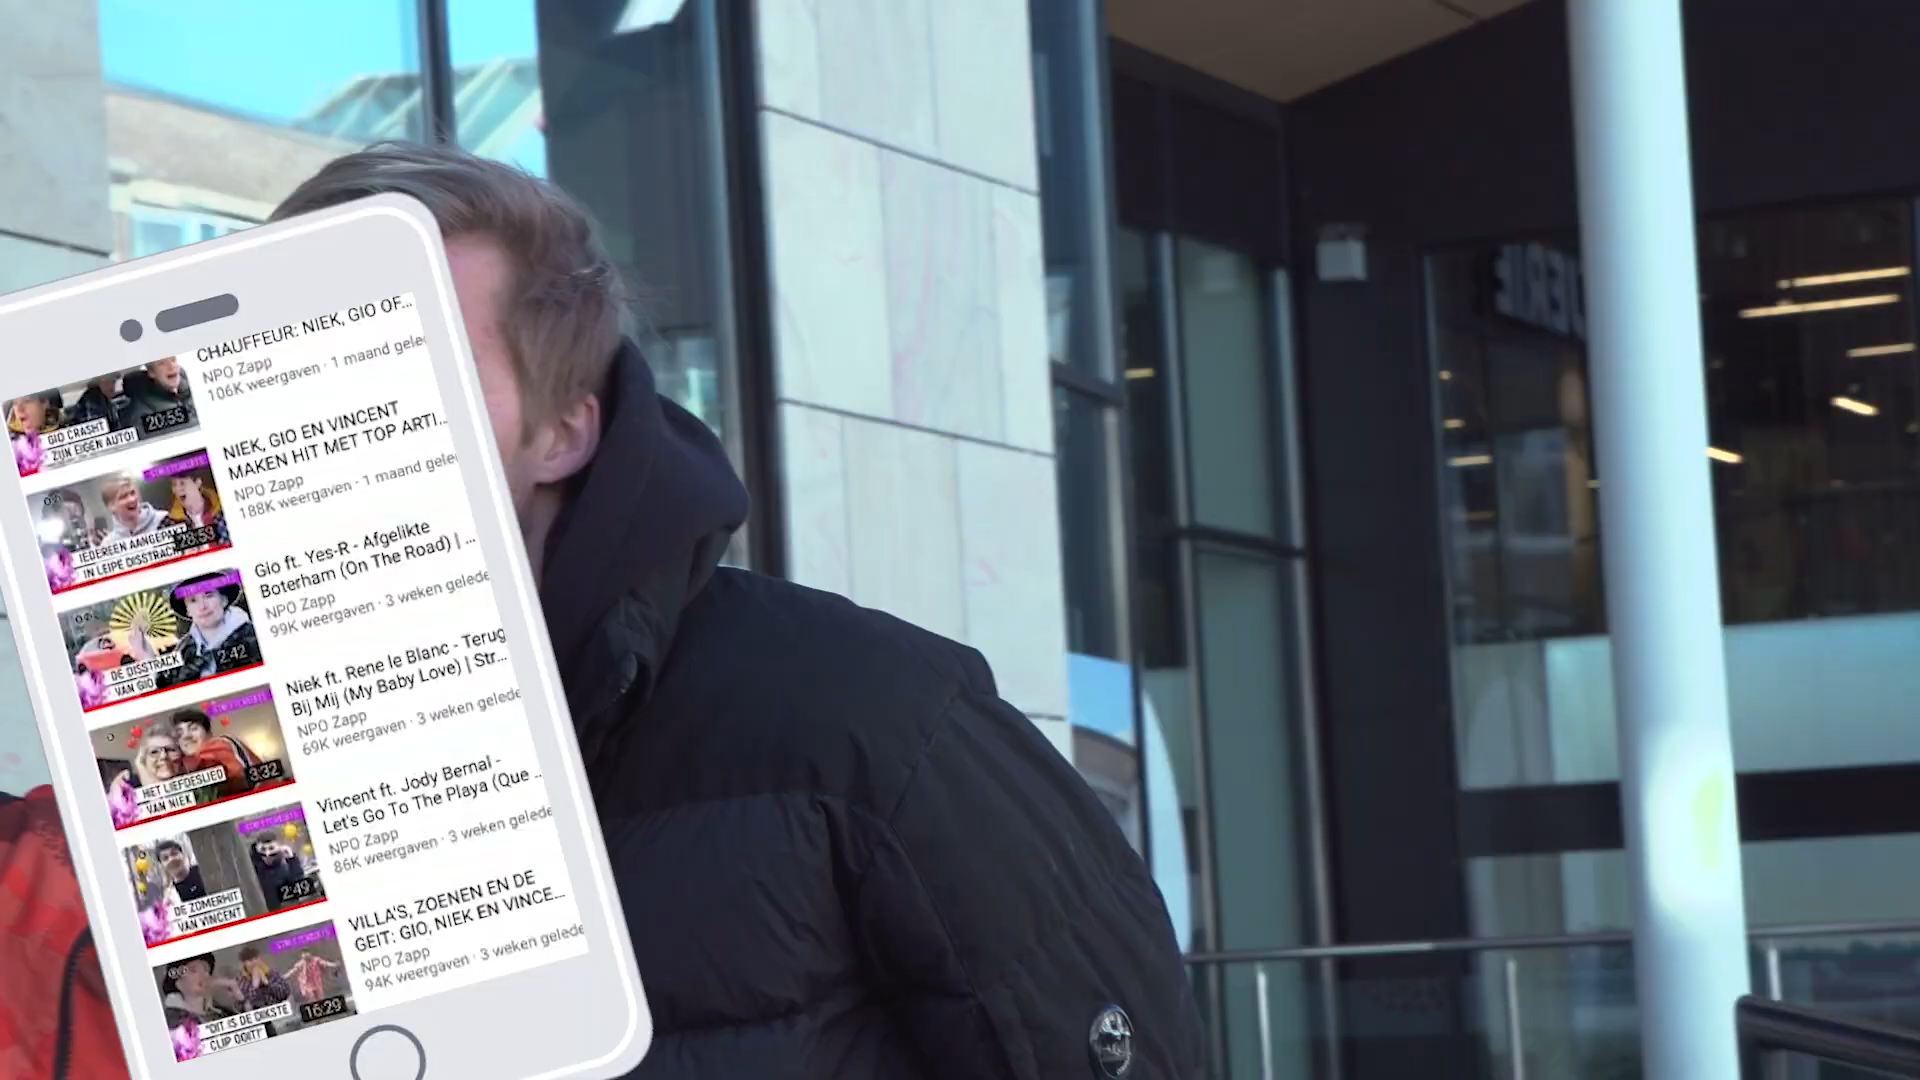 CHAUFFEUR: NIEK, GIO OF...
NPO Zapp
106K weergaven · 1 maand gele
20:55
GIO CRASHT
ZIJN EIGEN AUTO!
NIEK, GIO EN VINCENT
MAKEN HIT MET TOP ARTI...
NPO Zapp
188K weergaven · 1 maand gele
28:53
IEDEREEN AANGEPAKT
IN LEIPE DISSTRACK
Gio ft. Yes-R - Afgelikte
Boterham (On The Road) | ...
NPO Zapp
99K weergaven · 3 weken gelede
2:42
DE DISSTRACK
VAN GIO
Niek ft. Rene le Blanc - Terug
Bij Mij (My Baby Love) | Str...
NPO Zapp
69K weergaven · 3 weken gelede
3:32
HET LIEFDESLIED
VAN NIEK
Vincent ft. Jody Bernal -
Let's Go To The Playa (Que ..
NPO Zapp
86K weergaven · 3 weken gelede
2:49
DE ZOMERHIT
VAN VINCENT
VILLA'S, ZOENEN EN DE
GEIT: GIO, NIEK EN VINCE...
NPO Zapp
94K weergaven · 3 weken gelede
16:29
"DIT IS DE DIKSTE
CLIP OOIT!"